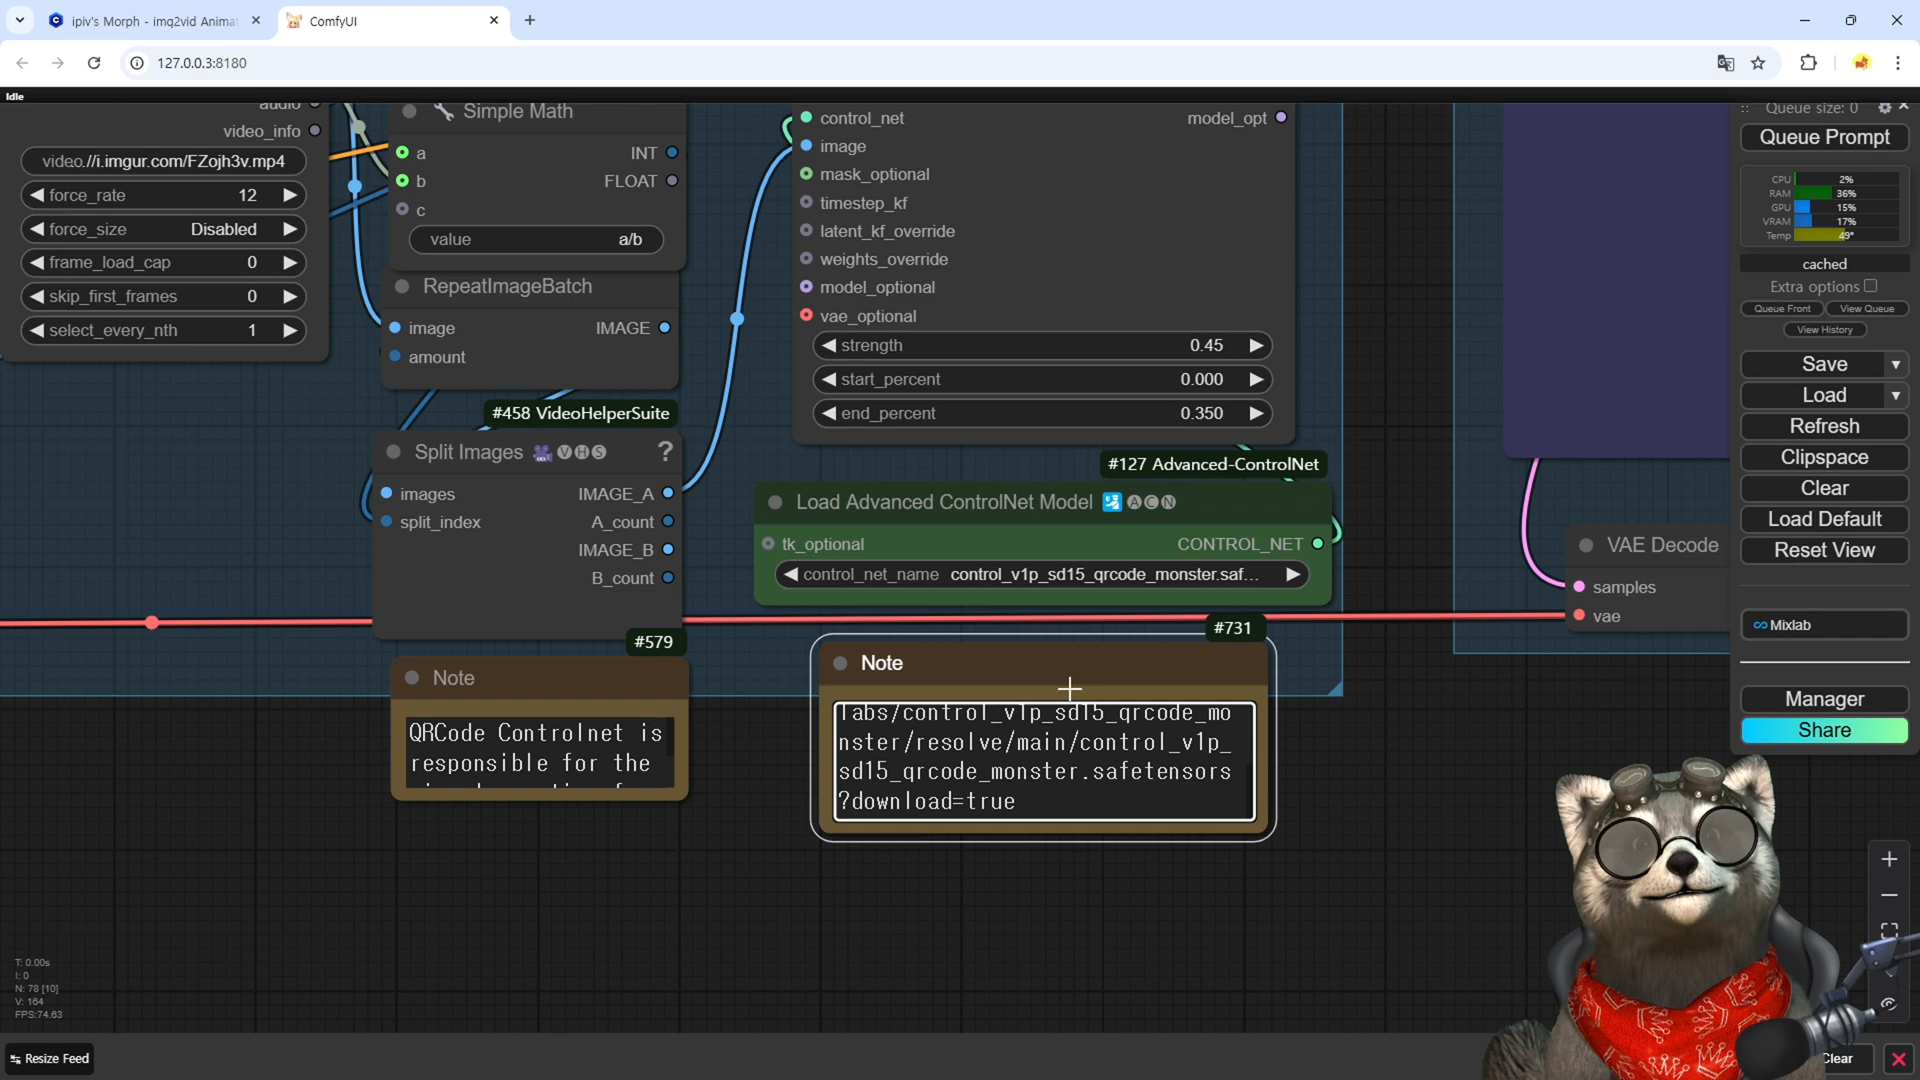 ipiv's Morph - img2vid Animat
ComfyUI
127.0.0.3:8180
Idle
audio
video_info
video.//i.imgur.com/FZojh3v.mp4
force_rate 12
force_size Disabled
frame_load_cap 0
skip_first_frames 0
select_every_nth 1
Simple Math
a INT
b FLOAT
c
value a/b
RepeatImageBatch
image IMAGE
amount
#458 VideoHelperSuite
Split Images VHS ?
images IMAGE_A
split_index A_count
IMAGE_B
B_count
#579
Note
QRCode Controlnet is
responsible for the
control_net model_opt
image
mask_optional
timestep_kf
latent_kf_override
weights_override
model_optional
vae_optional
strength 0.45
start_percent 0.000
end_percent 0.350
#127 Advanced-ControlNet
Load Advanced ControlNet Model ACN
tk_optional CONTROL_NET
control_net_name control_v1p_sd15_qrcode_monster.saf...
#731
Note
labs/control_v1p_sd15_qrcode_mo
nster/resolve/main/control_v1p_
sd15_qrcode_monster.safetensors
?download=true
VAE Decode
samples
vae
Queue size: 0
Queue Prompt
CPU 2%
RAM 36%
GPU 15%
VRAM 17%
Temp 49°
cached
Extra options
Queue Front View Queue
View History
Save
Load
Refresh
Clipspace
Clear
Load Default
Reset View
Mixlab
Manager
Share
T: 0.00s
I: 0
N: 78 [10]
V: 164
FPS:74.63
Resize Feed
Clear